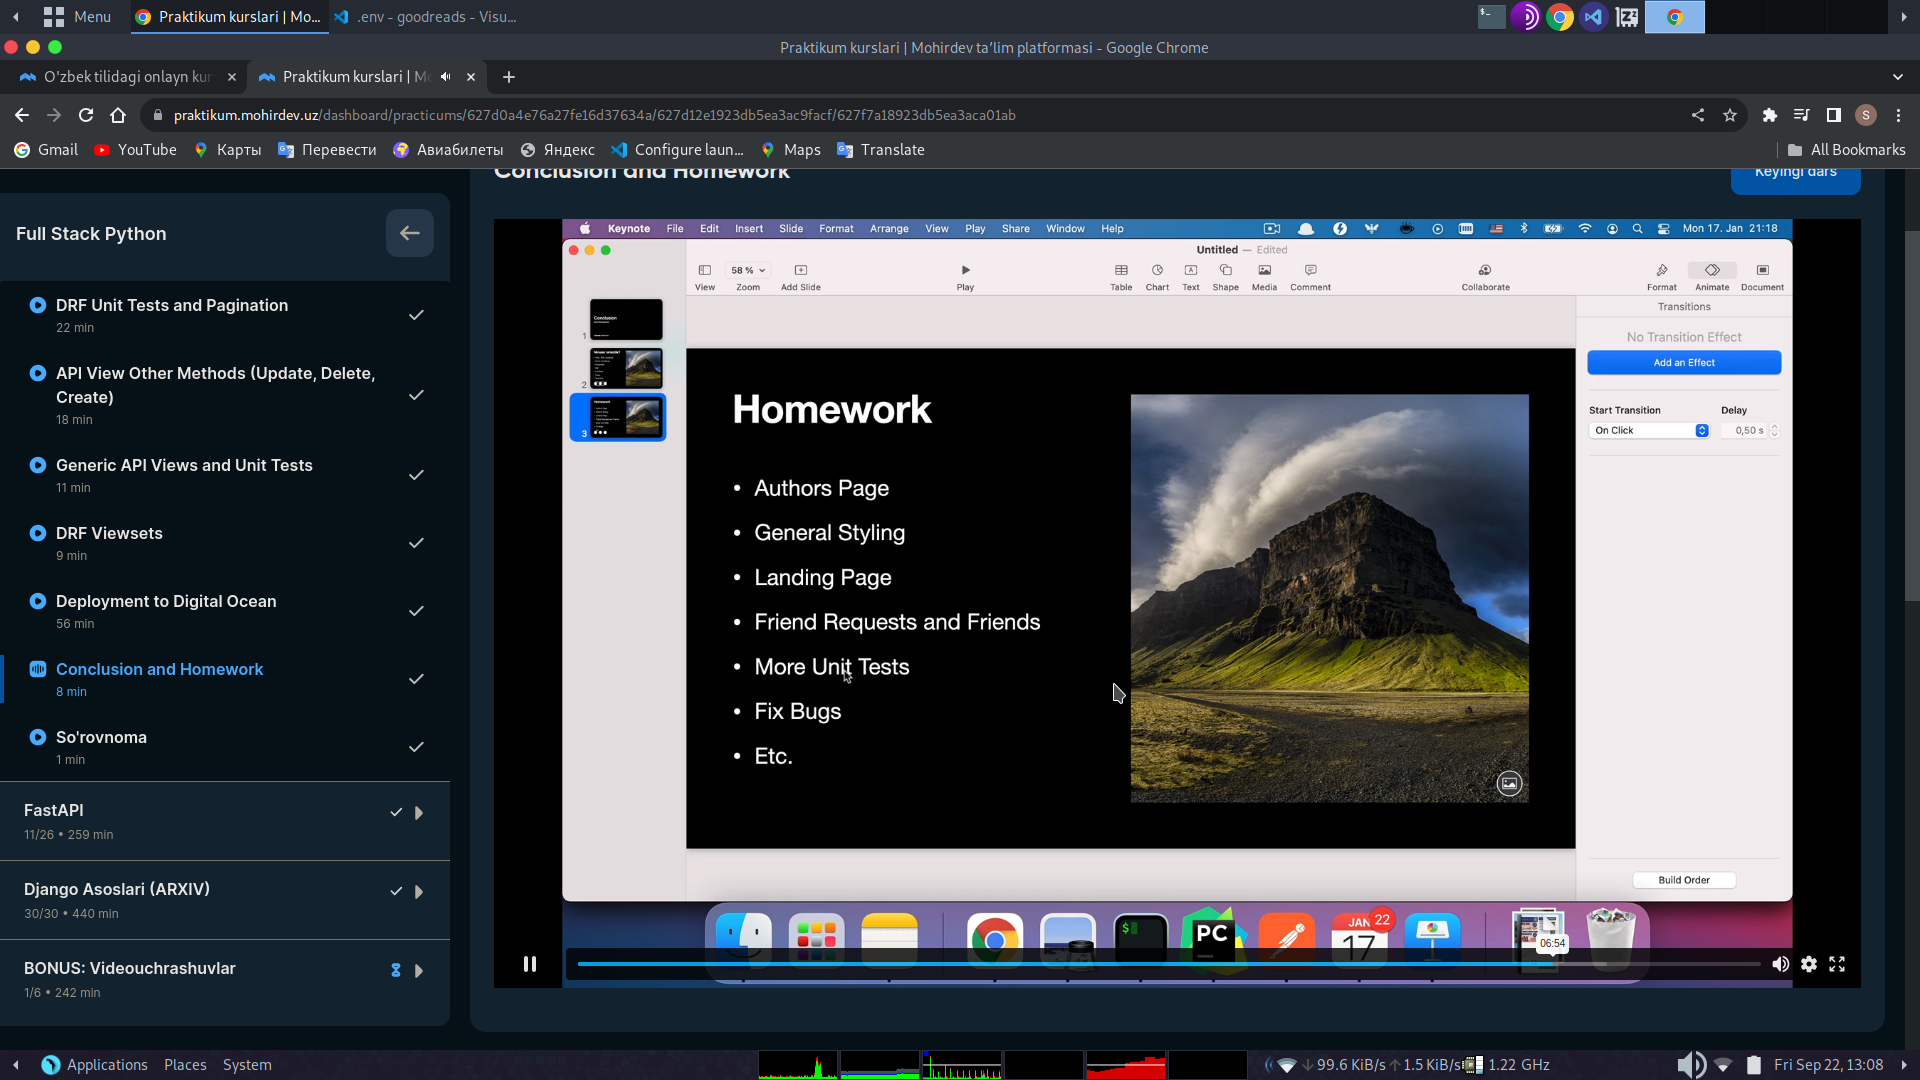 Menu
Praktikum kurslari | Mo...
.env - goodreads - Visu...
Praktikum kurslari | Mohirdev ta’lim platformasi - Google Chrome
O'zbek tilidagi onlayn kur
Praktikum kurslari | Mo
praktikum.mohirdev.uz/dashboard/practicums/627d0a4e76a27fe16d37634a/627d12e1923db5ea3ac9facf/627f7a18923db5ea3aca01ab
S
Gmail
YouTube
Карты
Перевести
Авиабилеты
Яндекс
Configure laun...
Maps
Translate
All Bookmarks
Full Stack Python
DRF Unit Tests and Pagination
22 min
API View Other Methods (Update, Delete,
Create)
18 min
Generic API Views and Unit Tests
11 min
DRF Viewsets
9 min
Deployment to Digital Ocean
56 min
Conclusion and Homework
8 min
So'rovnoma
1 min
FastAPI
11/26 • 259 min
Django Asoslari (ARXIV)
30/30 • 440 min
BONUS: Videouchrashuvlar
1/6 • 242 min
Conclusion and Homework
Keyingi dars
Keynote File Edit Insert Slide Format Arrange View Play Share Window Help
Mon 17. Jan 21:18
Untitled — Edited
58 %
View Zoom Add Slide Play Table Chart Text Shape Media Comment Collaborate Format Animate Document
1
Conclusion
2
3
Homework
Homework
• Authors Page
• General Styling
• Landing Page
• Friend Requests and Friends
• More Unit Tests
• Fix Bugs
• Etc.
Transitions
No Transition Effect
Add an Effect
Start Transition Delay
On Click 0,50 s
Build Order
$
PC
JAN
22
17
06:54
Applications
Places
System
99.6 KiB/s
1.5 KiB/s
1.22 GHz
Fri Sep 22, 13:08